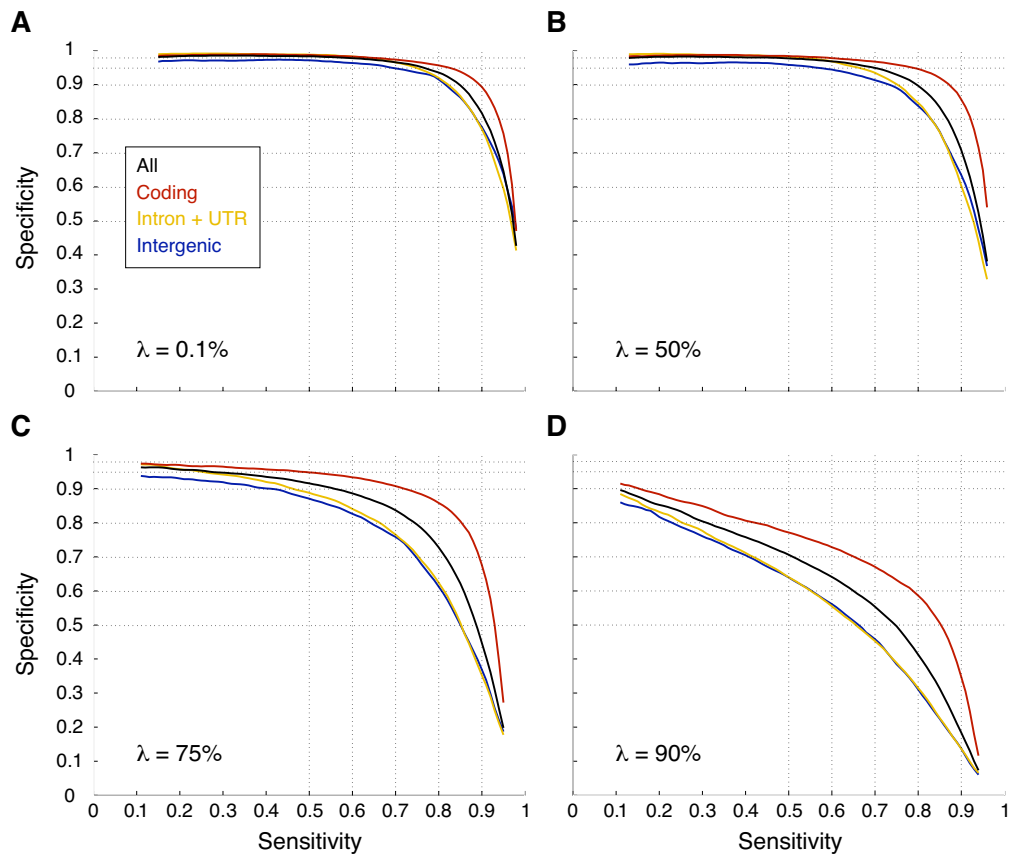 A
B
1
0.9
0.8
0.7
0.6
0.5
0.4
0.3
0.2
0.1
0
Specificity
All
Coding
Intron + UTR
Intergenic
λ = 0.1%
λ = 50%
C
D
1
0.9
0.8
0.7
0.6
0.5
0.4
0.3
0.2
0.1
0
Specificity
λ = 75%
λ = 90%
0 0.1 0.2 0.3 0.4 0.5 0.6 0.7 0.8 0.9 1
0 0.1 0.2 0.3 0.4 0.5 0.6 0.7 0.8 0.9 1
Sensitivity
Sensitivity